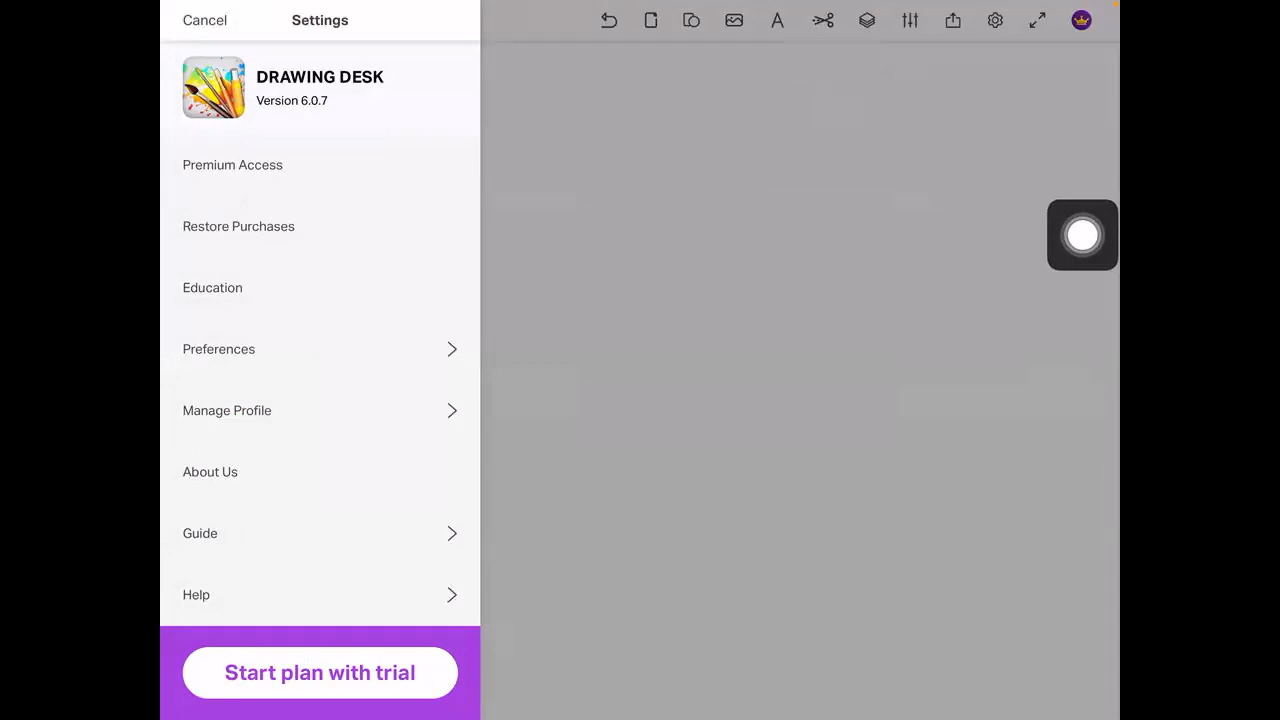 Cancel
Settings
DRAWING DESK
Version 6.0.7
Premium Access
Restore Purchases
Education
Preferences
Manage Profile
About Us
Guide
Help
Start plan with trial